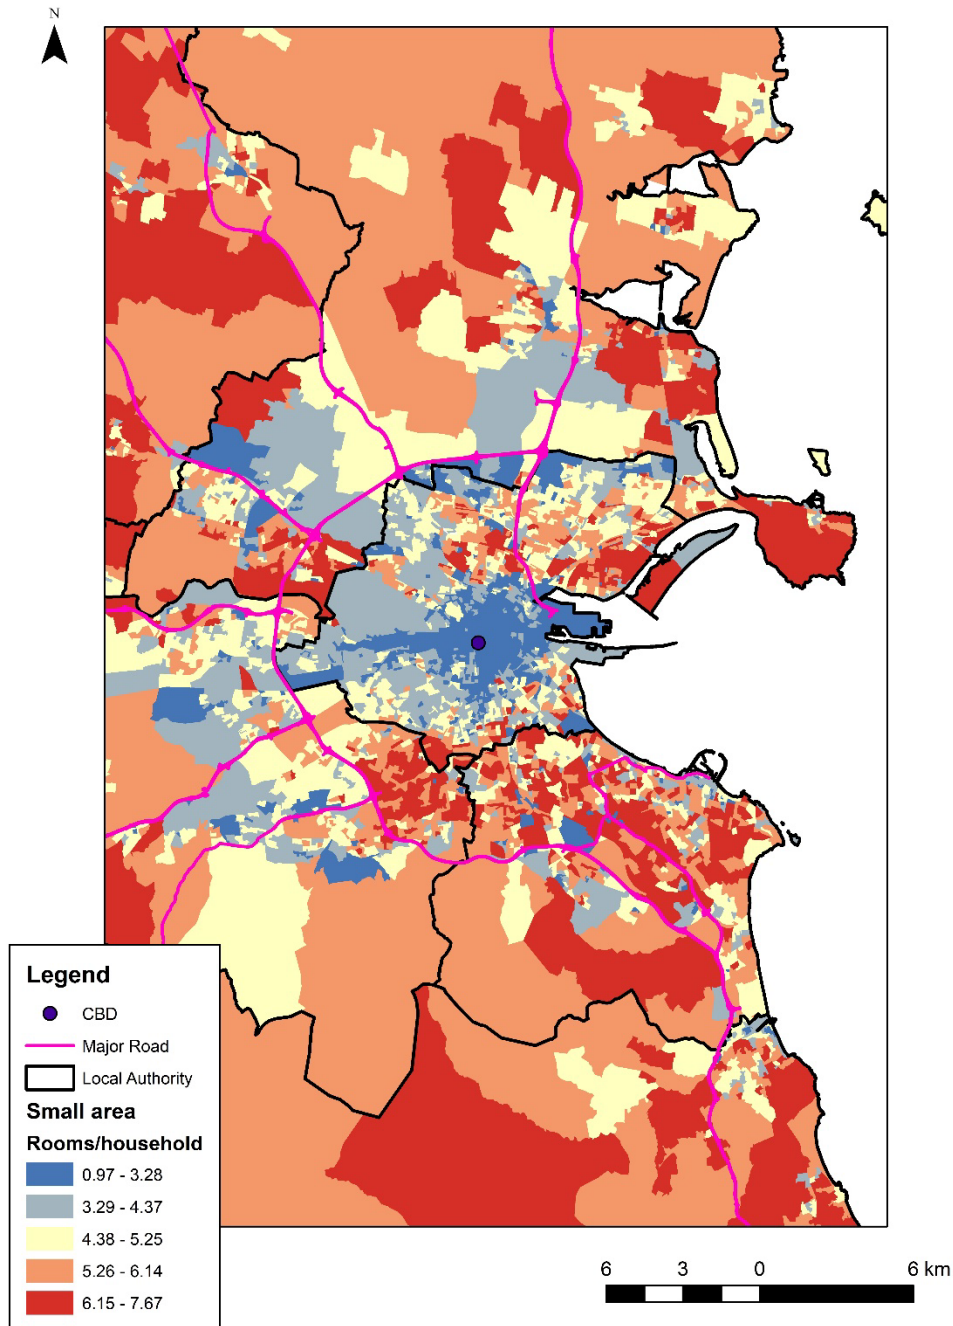 N
Legend
CBD
Major Road
Local Authority
Small area
Rooms/household
0.97 - 3.28
3.29 - 4.37
4.38 - 5.25
5.26 - 6.14
6.15 - 7.67
6 3 0 6 km